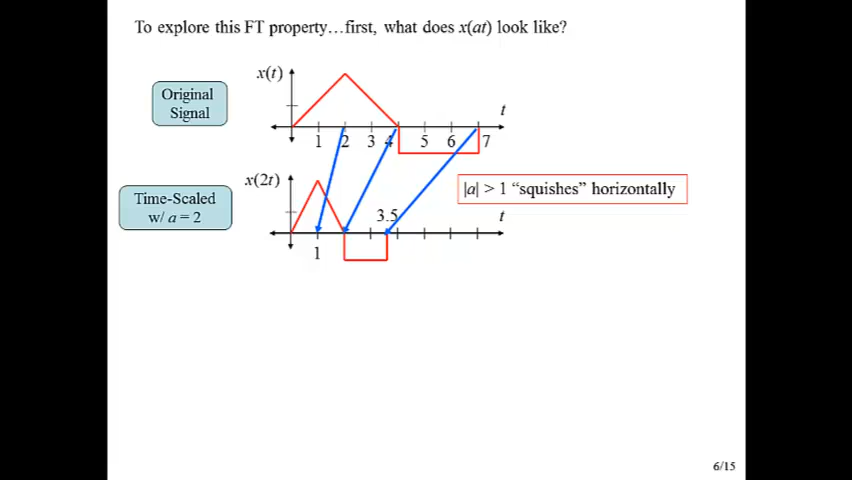 To explore this FT property…first, what does x(at) look like?
x(t)
Original
Signal
t
1 2 3 4 5 6 7
x(2t)
Time-Scaled
w/ a = 2
|a| > 1 “squishes” horizontally
3.5
t
1
6/15